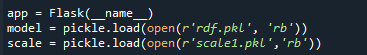 app = Flask(__name__)
model = pickle.load(open(r'rdf.pkl', 'rb'))
scale = pickle.load(open(r'scale1.pkl','rb'))